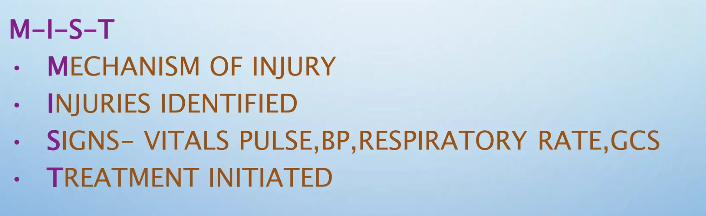 M-I-S-T
• MECHANISM OF INJURY
• INJURIES IDENTIFIED
• SIGNS- VITALS PULSE,BP,RESPIRATORY RATE,GCS
• TREATMENT INITIATED